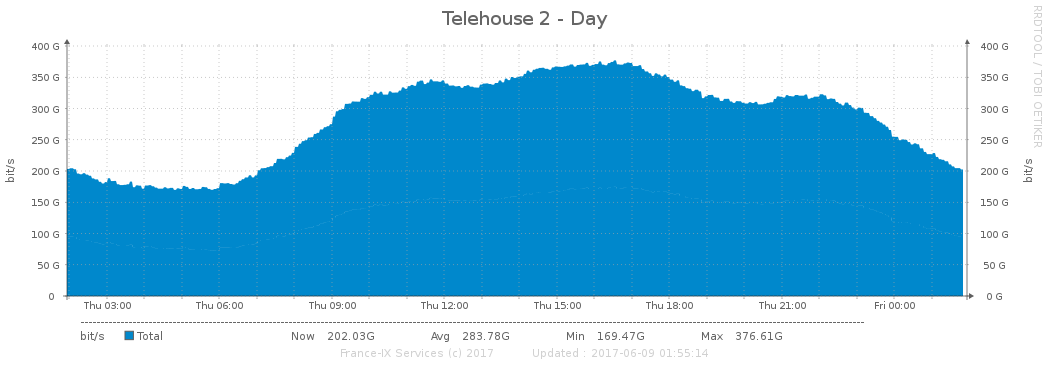 Telehouse 2 - Day
RRDTOOL / TOBI OETIKER
400 G 400 G
350 G 350 G
300 G 300 G
250 G 250 G
200 G 200 G
150 G 150 G
100 G 100 G
50 G 50 G
0 0 G
bit/s
bit/s
Thu 03:00 Thu 06:00 Thu 09:00 Thu 12:00 Thu 15:00 Thu 18:00 Thu 21:00 Fri 00:00
bit/s Total Now 202.03G Avg 283.78G Min 169.47G Max 376.61G
France-IX Services (c) 2017 Updated : 2017-06-09 01:55:14